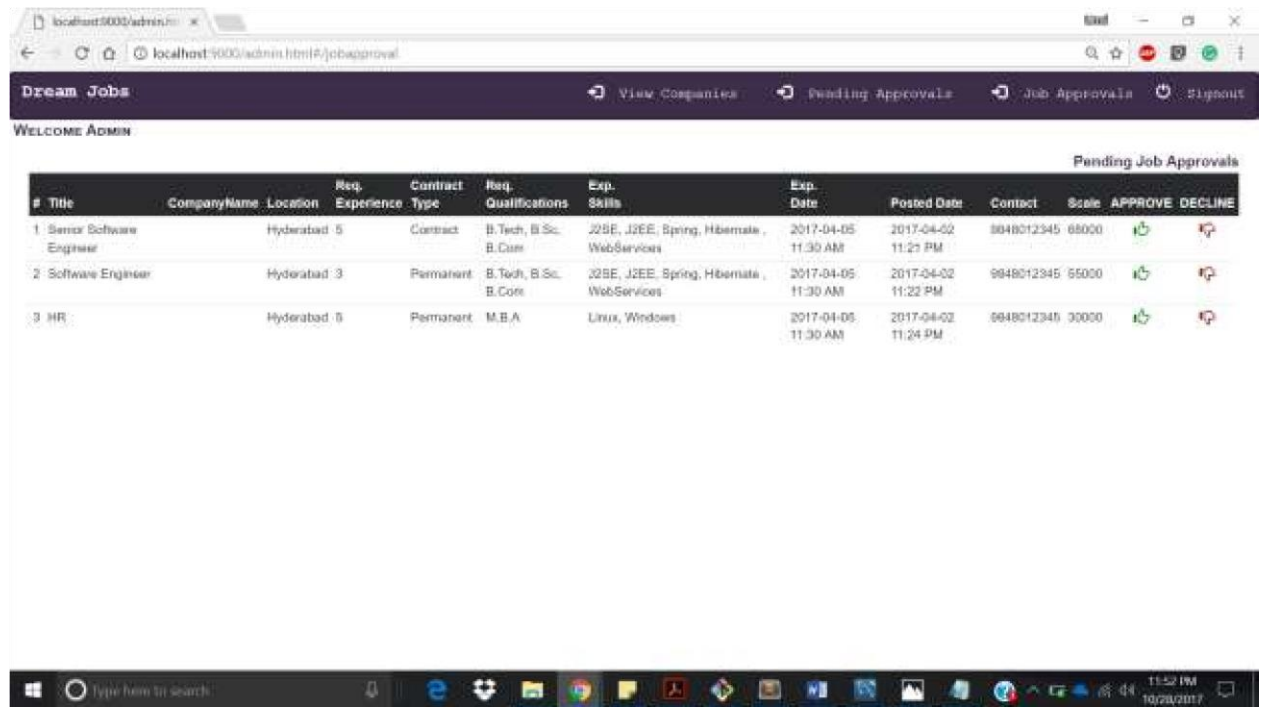 localhost:9000/admin.h
localhost:9000/admin.html#/jobapproval
Dream Jobs
View Companies
Pending Approvals
Job Approvals
Signout
WELCOME ADMIN
Pending Job Approvals
# Title CompanyName Location Req. Experience Contract Type Req. Qualifications Exp. Skills Exp. Date Posted Date Contact Scale APPROVE DECLINE
1 Senior Software Hyderabad 5 Contract B.Tech, B.Sc, J2SE, J2EE, Spring, Hibernate , 2017-04-05 2017-04-02 9848012345 68000
Engineer B.Com WebServices 11:30 AM 11:21 PM
2 Software Engineer Hyderabad 3 Permanent B.Tech, B.Sc, J2SE, J2EE, Spring, Hibernate , 2017-04-05 2017-04-02 9848012345 55000
B.Com WebServices 11:30 AM 11:22 PM
3 HR Hyderabad 5 Permanent M.B.A Linux, Windows 2017-04-05 2017-04-02 9848012345 30000
11:30 AM 11:24 PM
Type here to search
11:52 PM
10/28/2017